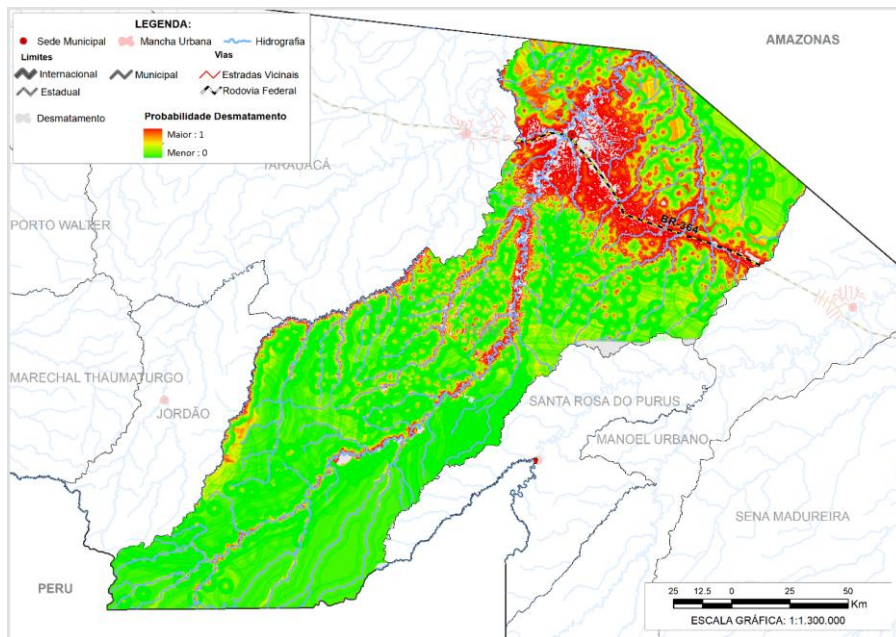 LEGENDA:
Sede Municipal Mancha Urbana Hidrografia
Limites Vias
Internacional Municipal Estradas Vicinais
Estadual Rodovia Federal
Desmatamento Probabilidade Desmatamento
Maior : 1
Menor : 0
AMAZONAS
TARAUACÁ
PORTO WALTER
BR-364
MARECHAL THAUMATURGO
JORDÃO
SANTA ROSA DO PURUS
MANOEL URBANO
SENA MADUREIRA
PERU
25 12.5 0 25 50
Km
ESCALA GRÁFICA: 1:1.300.000